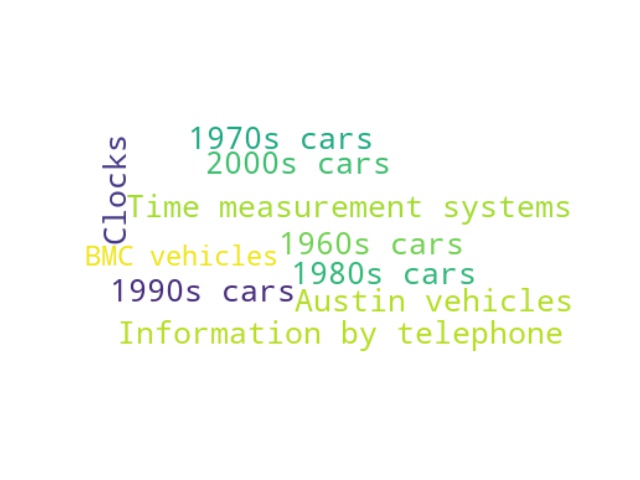 1970s cars
2000s cars
Clocks
Time measurement systems
1960s cars
BMC vehicles
1980s cars
1990s cars
Austin vehicles
Information by telephone